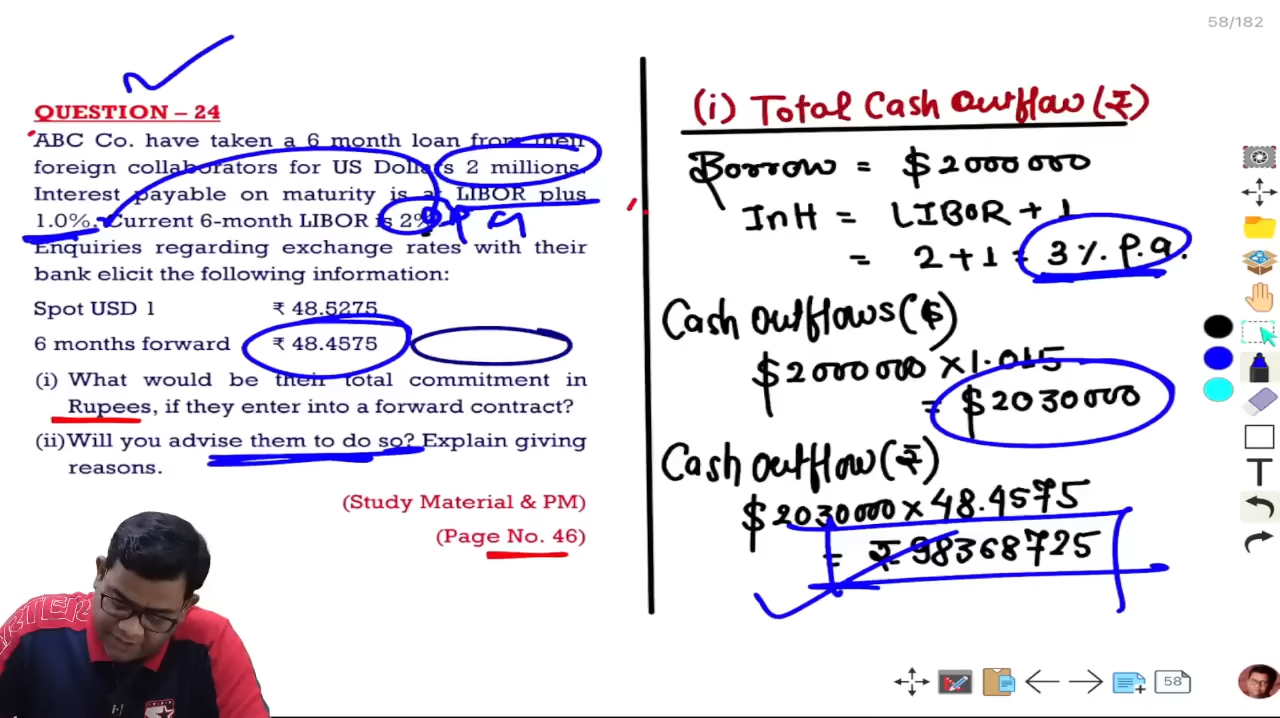 58/182
QUESTION – 24
ABC Co. have taken a 6 month loan from their
foreign collaborators for US Dollars 2 millions.
Interest payable on maturity is at LIBOR plus
1.0%. Current 6-month LIBOR is 2%
P a
Enquiries regarding exchange rates with their
bank elicit the following information:
Spot USD 1 ₹ 48.5275
6 months forward ₹ 48.4575
(i) What would be their total commitment in
Rupees, if they enter into a forward contract?
(ii) Will you advise them to do so? Explain giving
reasons.
(Study Material & PM)
(Page No. 46)
(i) Total Cash Outflow (₹)
Borrow = $ 2000000
Intt = LIBOR + 1
= 2 + 1 = 3 %. P.a.
Cash outflows ($)
$ 2000000 × 1.015
= $ 2030000
Cash outflow (₹)
$ 2030000 × 48.4575
= ₹ 98368725
T
58